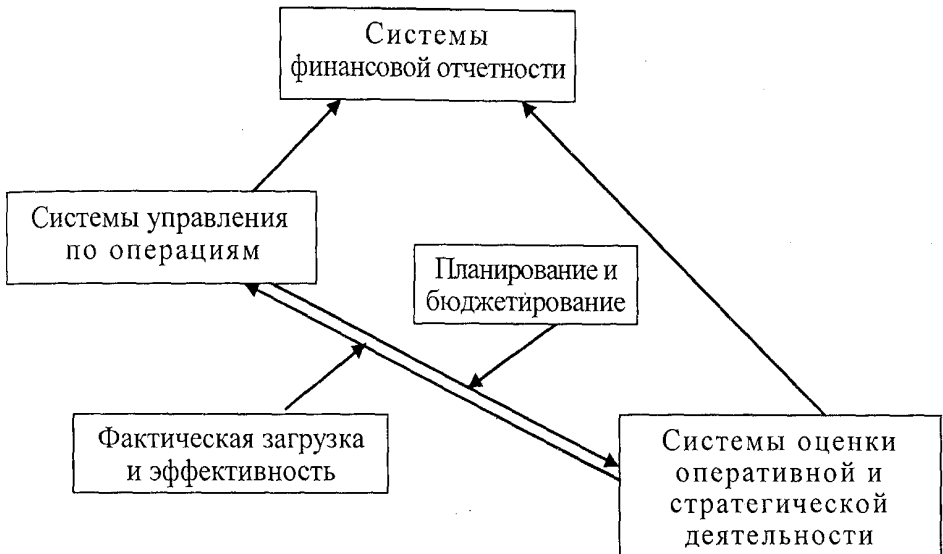 Системы
финансовой отчетности
Системы управления
по операциям
Планирование и
бюджетирование
Фактическая загрузка
и эффективность
Системы оценки
оперативной и
стратегической
деятельности